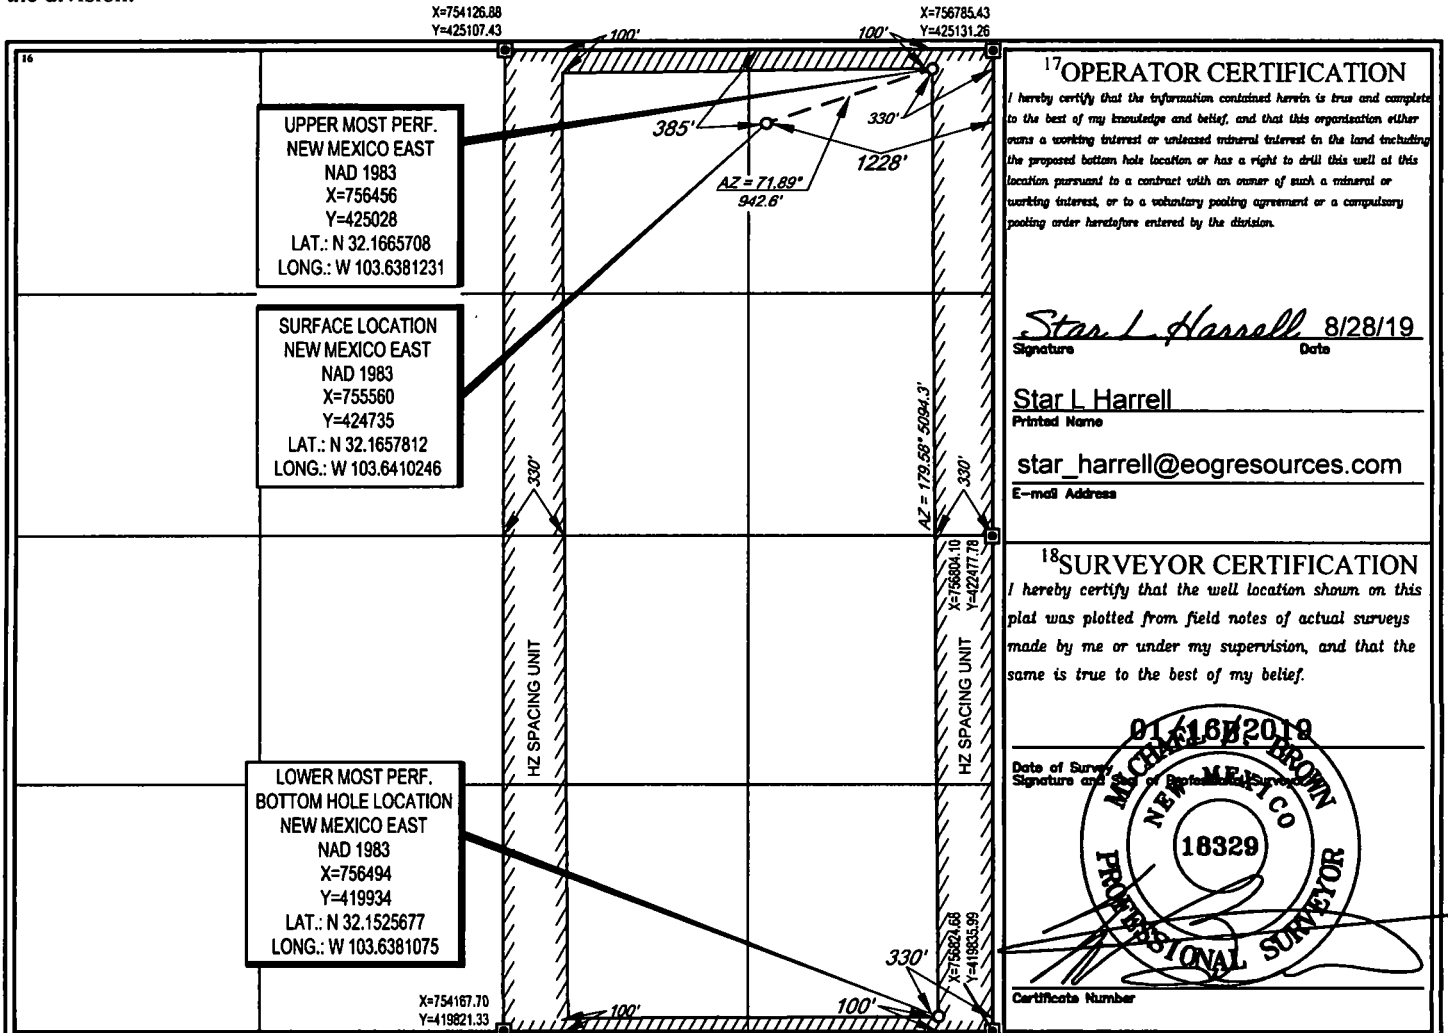 the division.
X=754126.88
Y=425107.43
X=756785.43
Y=425131.26
16
100'
100'
UPPER MOST PERF.
NEW MEXICO EAST
NAD 1983
X=756456
Y=425028
LAT.: N 32.1665708
LONG.: W 103.6381231
385'
330'
1228'
AZ = 71.89°
942.6'
SURFACE LOCATION
NEW MEXICO EAST
NAD 1983
X=755560
Y=424735
LAT.: N 32.1657812
LONG.: W 103.6410246
330'
AZ = 179.58° 5094.3'
330'
X=756804.10
Y=422477.78
HZ SPACING UNIT
HZ SPACING UNIT
LOWER MOST PERF.
BOTTOM HOLE LOCATION
NEW MEXICO EAST
NAD 1983
X=756494
Y=419934
LAT.: N 32.1525677
LONG.: W 103.6381075
330'
X=756824.68
Y=419835.99
X=754167.70
Y=419821.33
100'
100'
17 OPERATOR CERTIFICATION
I hereby certify that the information contained herein is true and complete
to the best of my knowledge and belief, and that this organization either
owns a working interest or unleased mineral interest in the land including
the proposed bottom hole location or has a right to drill this well at this
location pursuant to a contract with an owner of such a mineral or
working interest, or to a voluntary pooling agreement or a compulsory
pooling order heretofore entered by the division.
Star L Harrell 8/28/19
Signature Date
Star L Harrell
Printed Name
star_harrell@eogresources.com
E-mail Address
18 SURVEYOR CERTIFICATION
I hereby certify that the well location shown on this
plat was plotted from field notes of actual surveys
made by me or under my supervision, and that the
same is true to the best of my belief.
01/16/2019
Date of Survey
Signature and Seal of Professional Surveyor
MICHAEL B. BROWN
NEW MEXICO
18329
PROFESSIONAL SURVEYOR
Certificate Number